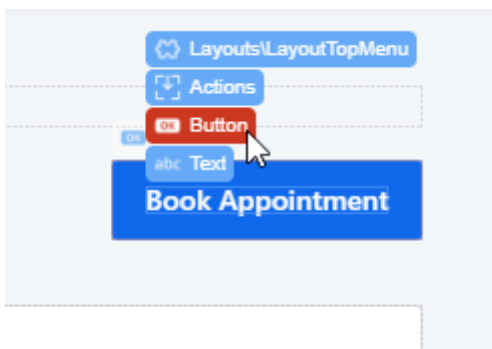 Layouts\LayoutTopMenu
Actions
OK Button
abc Text
Book Appointment